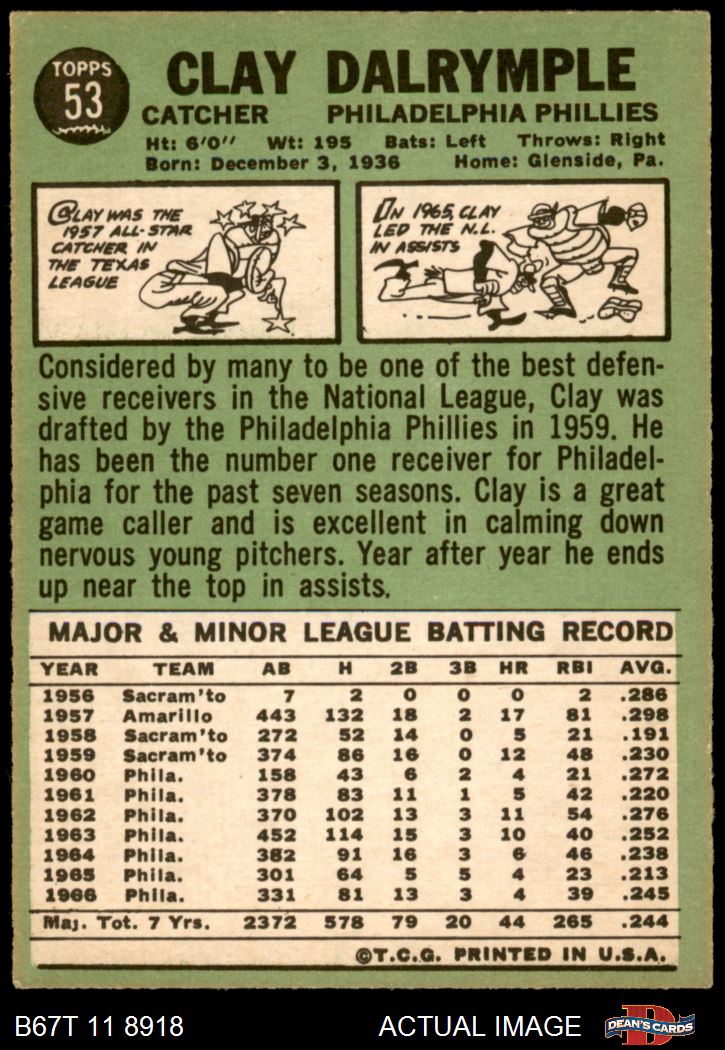 TOPPS
53
CLAY DALRYMPLE
CATCHER PHILADELPHIA PHILLIES
Ht: 6'0'' Wt: 195 Bats: Left Throws: Right
Born: December 3, 1936 Home: Glenside, Pa.
CLAY WAS THE
1957 ALL-STAR
CATCHER IN
THE TEXAS
LEAGUE
IN 1965, CLAY
LED THE N.L.
IN ASSISTS
Considered by many to be one of the best defen-
sive receivers in the National League, Clay was
drafted by the Philadelphia Phillies in 1959. He
has been the number one receiver for Philadel-
phia for the past seven seasons. Clay is a great
game caller and is excellent in calming down
nervous young pitchers. Year after year he ends
up near the top in assists.
MAJOR & MINOR LEAGUE BATTING RECORD
YEAR TEAM AB H 2B 3B HR RBI AVG.
1956 Sacram'to 7 2 0 0 0 2 .286
1957 Amarillo 443 132 18 2 17 81 .298
1958 Sacram'to 272 52 14 0 5 21 .191
1959 Sacram'to 374 86 16 0 12 48 .230
1960 Phila. 158 43 6 2 4 21 .272
1961 Phila. 378 83 11 1 5 42 .220
1962 Phila. 370 102 13 3 11 54 .276
1963 Phila. 452 114 15 3 10 40 .252
1964 Phila. 382 91 16 3 6 46 .238
1965 Phila. 301 64 5 5 4 23 .213
1966 Phila. 331 81 13 3 4 39 .245
Maj. Tot. 7 Yrs. 2372 578 79 20 44 265 .244
©T.C.G. PRINTED IN U.S.A.
B67T 11 8918 ACTUAL IMAGE
D
DEAN'S CARDS